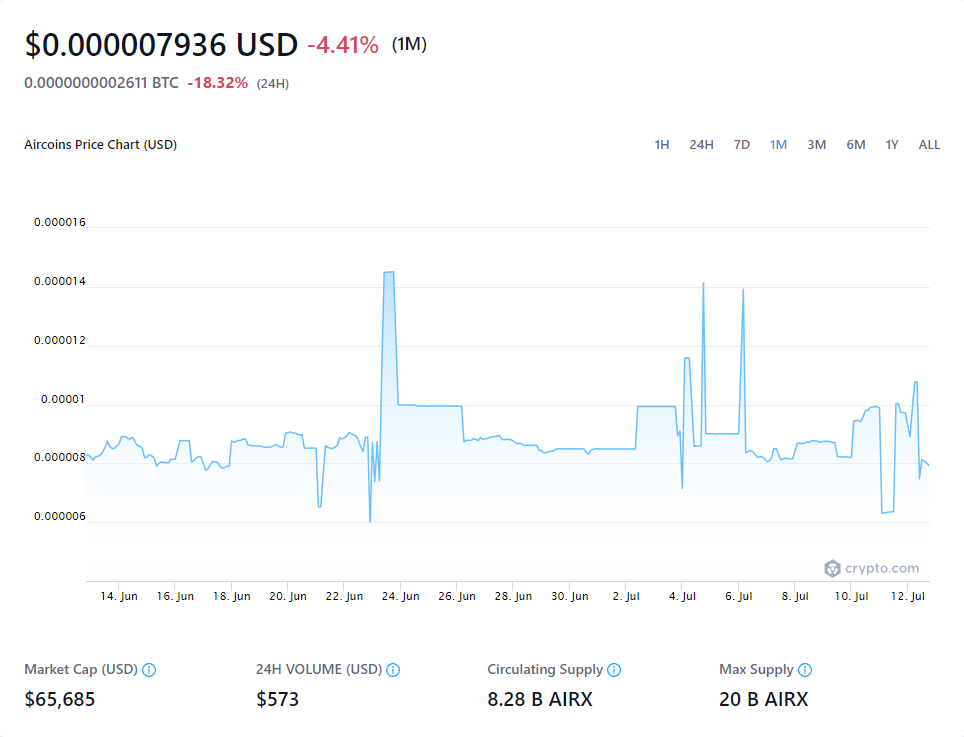 $0.000007936 USD -4.41% (1M)
0.0000000002611 BTC -18.32% (24H)
Aircoins Price Chart (USD) 1H 24H 7D 1M 3M 6M 1Y ALL
0.000016
0.000014
0.000012
0.00001
0.000008
0.000006
crypto.com
14. Jun 16. Jun 18. Jun 20. Jun 22. Jun 24. Jun 26. Jun 28. Jun 30. Jun 2. Jul 4. Jul 6. Jul 8. Jul 10. Jul 12. Jul
Market Cap (USD) 24H VOLUME (USD) Circulating Supply Max Supply
$65,685 $573 8.28 B AIRX 20 B AIRX